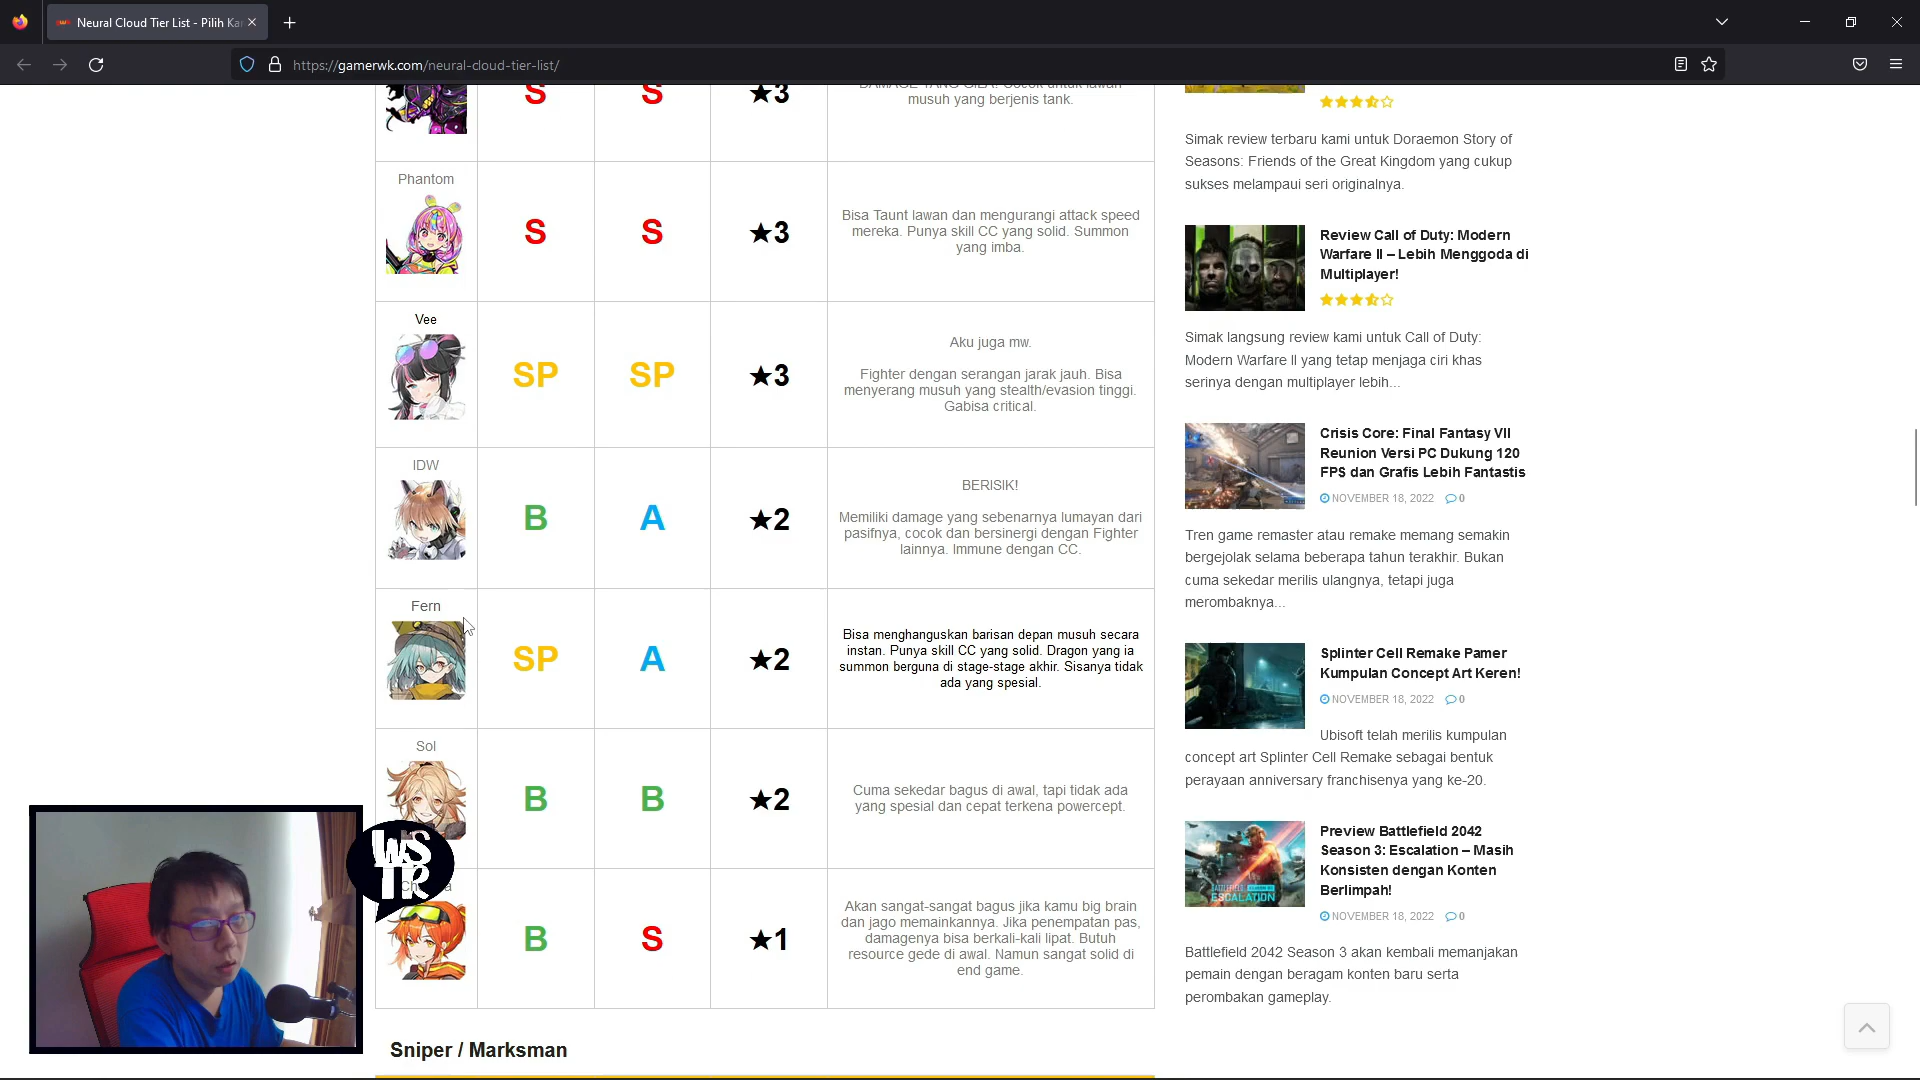 Neural Cloud Tier List - Pilih Ka
https://gamerwk.com/neural-cloud-tier-list/
S
S
★3
DAMAGE YANG GILA! Cocok untuk lawan
musuh yang berjenis tank.
Phantom
S
S
★3
Bisa Taunt lawan dan mengurangi attack speed
mereka. Punya skill CC yang solid. Summon
yang imba.
Vee
SP
SP
★3
Aku juga mw.
Fighter dengan serangan jarak jauh. Bisa
menyerang musuh yang stealth/evasion tinggi.
Gabisa critical.
IDW
B
A
★2
BERISIK!
Memiliki damage yang sebenarnya lumayan dari
pasifnya, cocok dan bersinergi dengan Fighter
lainnya. Immune dengan CC.
Fern
SP
A
★2
Bisa menghanguskan barisan depan musuh secara
instan. Punya skill CC yang solid. Dragon yang ia
summon berguna di stage-stage akhir. Sisanya tidak
ada yang spesial.
Sol
B
B
★2
Cuma sekedar bagus di awal, tapi tidak ada
yang spesial dan cepat terkena powercept.
B
S
★1
Akan sangat-sangat bagus jika kamu big brain
dan jago memainkannya. Jika penempatan pas,
damagenya bisa berkali-kali lipat. Butuh
resource gede di awal. Namun sangat solid di
end game.
Sniper / Marksman
WS
TR
Simak review terbaru kami untuk Doraemon Story of
Seasons: Friends of the Great Kingdom yang cukup
sukses melampaui seri originalnya.
Review Call of Duty: Modern
Warfare II – Lebih Menggoda di
Multiplayer!
Simak langsung review kami untuk Call of Duty:
Modern Warfare II yang tetap menjaga ciri khas
serinya dengan multiplayer lebih...
Crisis Core: Final Fantasy VII
Reunion Versi PC Dukung 120
FPS dan Grafis Lebih Fantastis
NOVEMBER 18, 2022 0
Tren game remaster atau remake memang semakin
bergejolak selama beberapa tahun terakhir. Bukan
cuma sekedar merilis ulangnya, tetapi juga
merombaknya...
Splinter Cell Remake Pamer
Kumpulan Concept Art Keren!
NOVEMBER 18, 2022 0
Ubisoft telah merilis kumpulan
concept art Splinter Cell Remake sebagai bentuk
perayaan anniversary franchisenya yang ke-20.
Preview Battlefield 2042
Season 3: Escalation – Masih
Konsisten dengan Konten
Berlimpah!
NOVEMBER 18, 2022 0
ESCALATION
Battlefield 2042 Season 3 akan kembali memanjakan
pemain dengan beragam konten baru serta
perombakan gameplay.